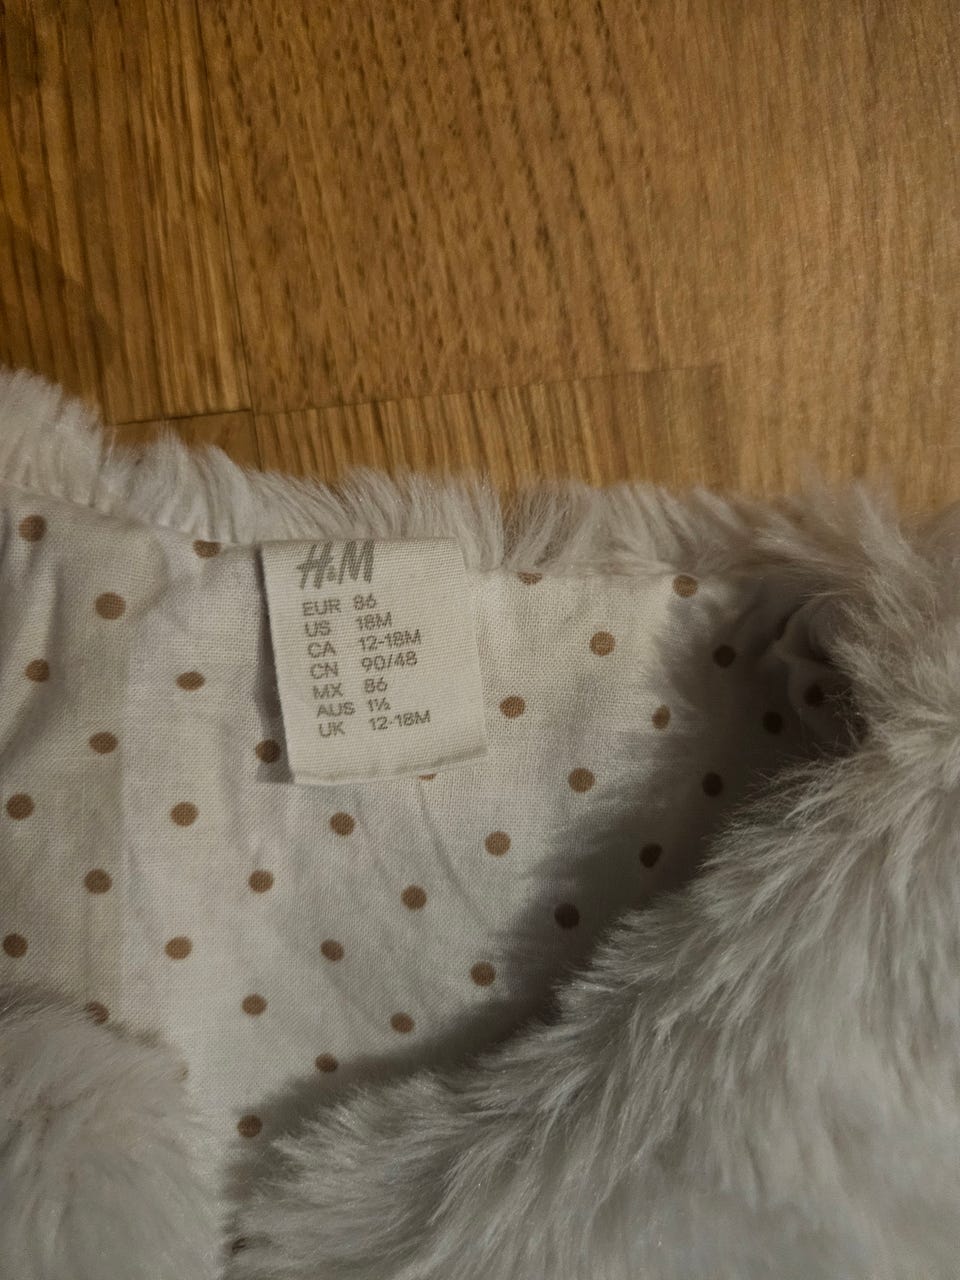 H&M
EUR 86
US 18M
CA 12-18M
CN 90/48
MX 86
AUS 1½
UK 12-18M